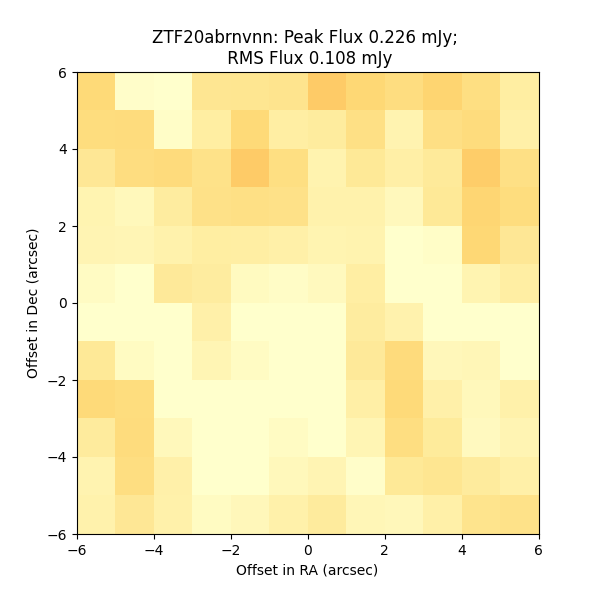 ZTF20abrnvnn: Peak Flux 0.226 mJy;
RMS Flux 0.108 mJy
6
4
2
0
−2
−4
−6
Offset in Dec (arcsec)
−6 −4 −2 0 2 4 6
Offset in RA (arcsec)